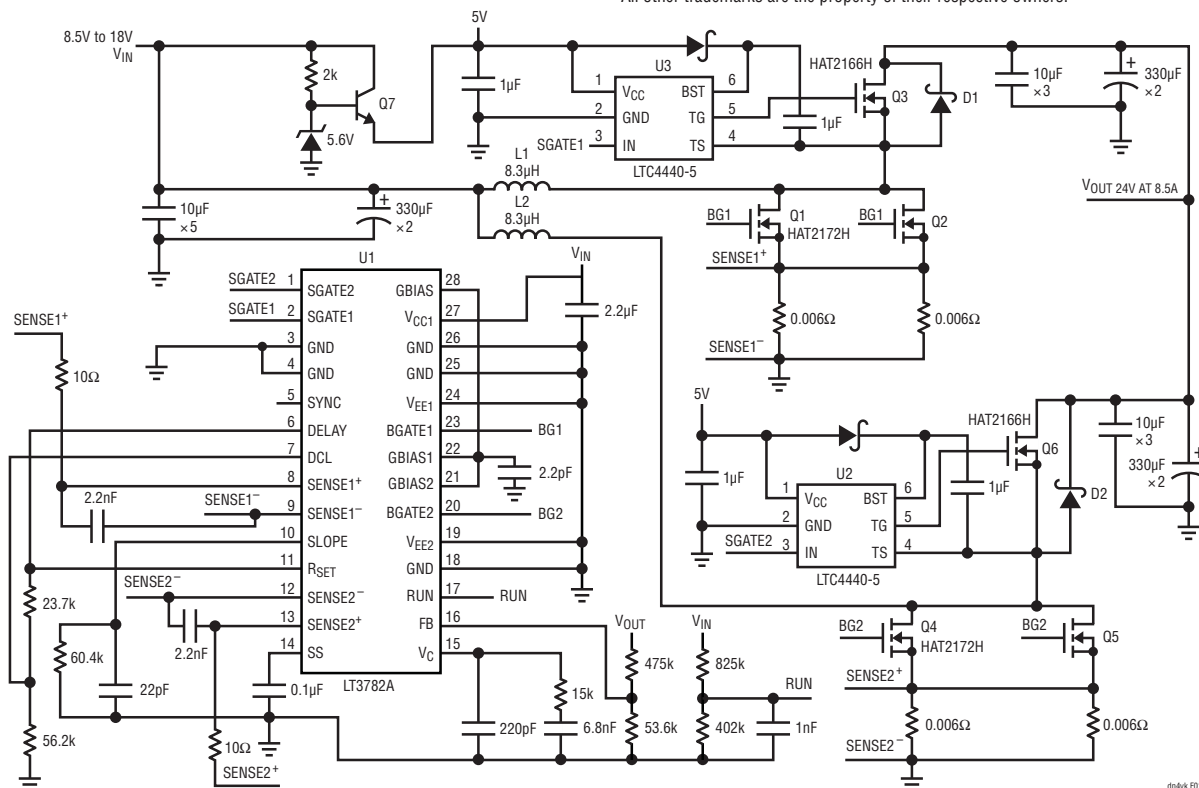 All other trademarks are the property of their respective owners.
8.5V to 18V
VIN
2k
Q7
5.6V
5V
1µF
U3
1
VCC
BST
6
2
GND
TG
5
SGATE1
3
IN
TS
4
LTC4440-5
1µF
HAT2166H
Q3
D1
10µF
×3
+
330µF
×2
VOUT 24V AT 8.5A
10µF
×5
+
330µF
×2
L1
8.3µH
L2
8.3µH
BG1
Q1
HAT2172H
BG1
Q2
SENSE1+
0.006Ω
0.006Ω
SENSE1−
U1
SGATE2 1
SGATE2
GBIAS
28
SGATE1 2
SGATE1
VCC1
27
3
GND
GND
26
4
GND
GND
25
5
SYNC
VEE1
24
6
DELAY
BGATE1
23
BG1
7
DCL
GBIAS1
22
8
SENSE1+
GBIAS2
21
SENSE1−
9
SENSE1−
BGATE2
20
BG2
10
SLOPE
VEE2
19
11
RSET
GND
18
SENSE2−
12
SENSE2−
RUN
17
RUN
13
SENSE2+
FB
16
14
SS
VC
15
LT3782A
VIN
2.2µF
2.2pF
SENSE1+
10Ω
2.2nF
23.7k
60.4k
22pF
56.2k
2.2nF
0.1µF
10Ω
SENSE2+
220pF
15k
6.8nF
VOUT
475k
53.6k
VIN
825k
402k
RUN
1nF
5V
1µF
U2
1
VCC
BST
6
2
GND
TG
5
SGATE2
3
IN
TS
4
LTC4440-5
1µF
HAT2166H
Q6
D2
10µF
×3
330µF
×2
+
BG2
Q4
HAT2172H
BG2
Q5
SENSE2+
0.006Ω
0.006Ω
SENSE2−